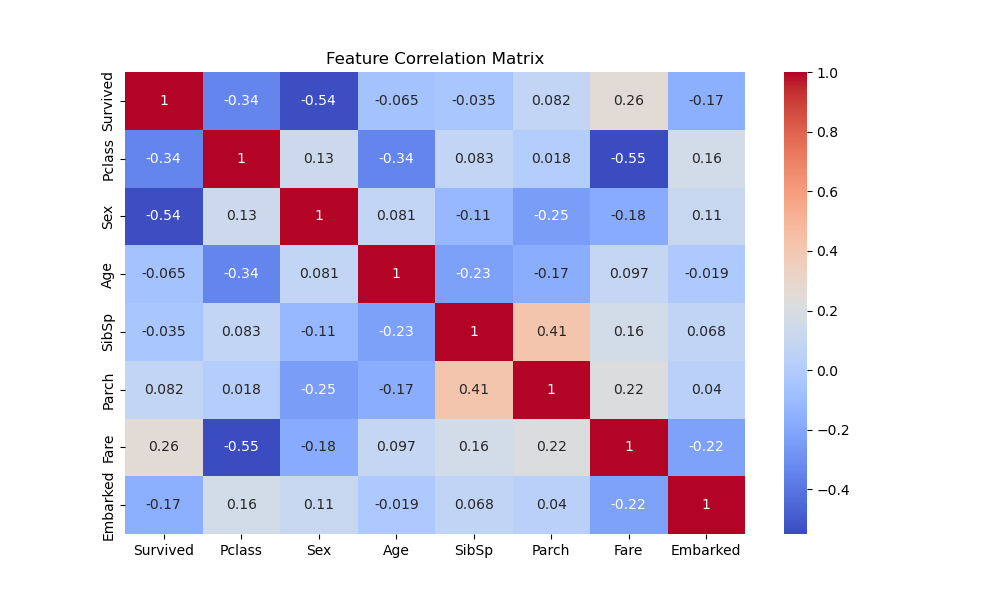 Feature Correlation Matrix
Survived 1 -0.34 -0.54 -0.065 -0.035 0.082 0.26 -0.17
Pclass -0.34 1 0.13 -0.34 0.083 0.018 -0.55 0.16
Sex -0.54 0.13 1 0.081 -0.11 -0.25 -0.18 0.11
Age -0.065 -0.34 0.081 1 -0.23 -0.17 0.097 -0.019
SibSp -0.035 0.083 -0.11 -0.23 1 0.41 0.16 0.068
Parch 0.082 0.018 -0.25 -0.17 0.41 1 0.22 0.04
Fare 0.26 -0.55 -0.18 0.097 0.16 0.22 1 -0.22
Embarked -0.17 0.16 0.11 -0.019 0.068 0.04 -0.22 1
Survived Pclass Sex Age SibSp Parch Fare Embarked
1.0
0.8
0.6
0.4
0.2
0.0
−0.2
−0.4